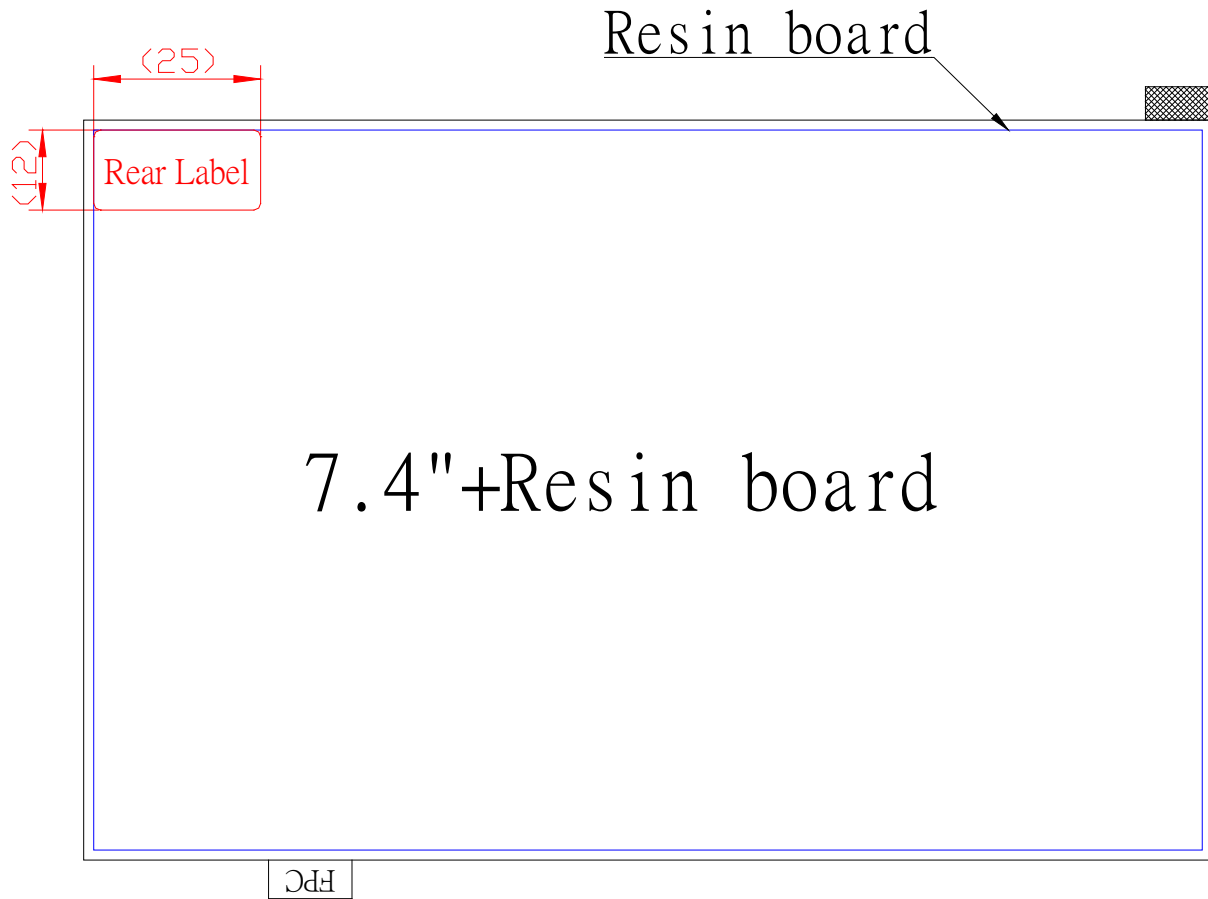 Resin board
(25)
(12)
Rear Label
7.4"+Resin board
FPC